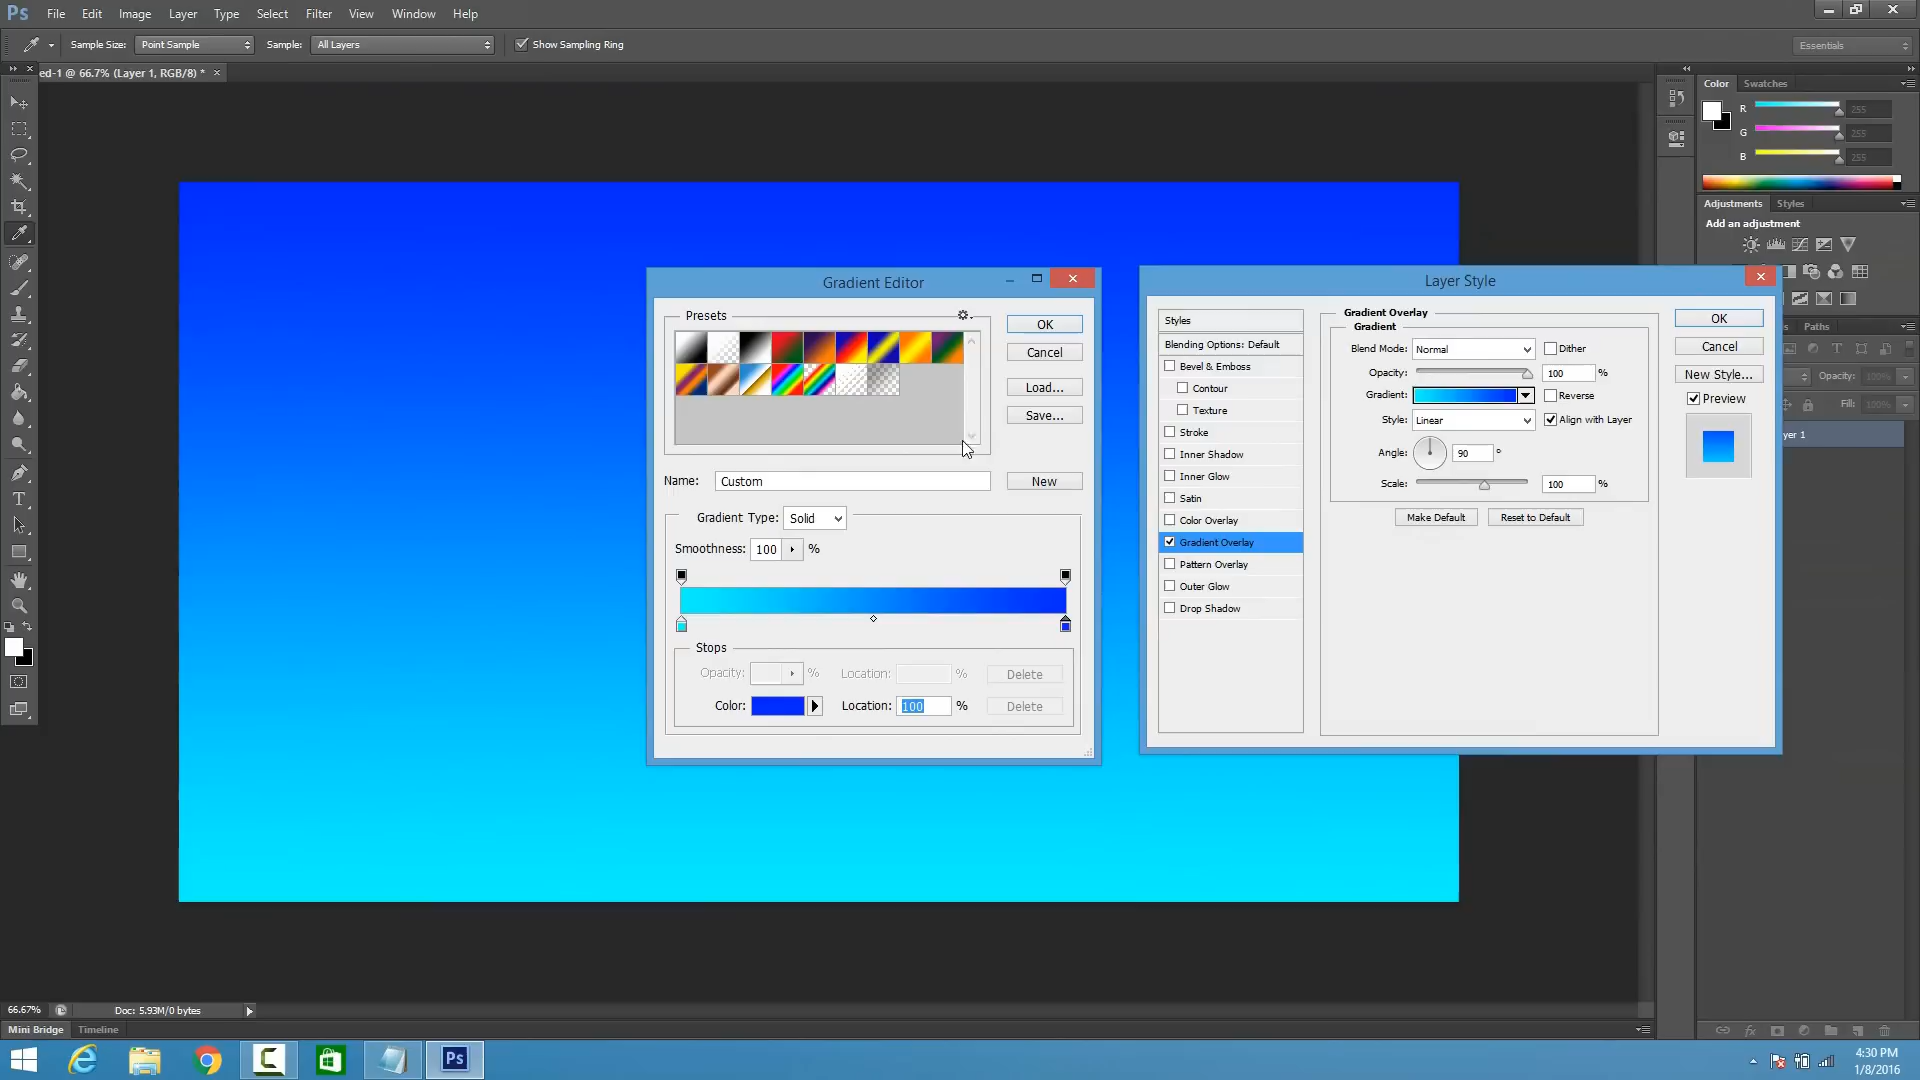 Ps File Edit Image Layer Type Select Filter View Window Help
Sample Size: Point Sample Sample: All Layers Show Sampling Ring Essentials
ed-1 @ 66.7% (Layer 1, RGB/8) * ×
Color Swatches
R 255
G 255
B 255
Adjustments Styles
Add an adjustment
Paths
Opacity: 100%
Fill: 100%
yer 1
Gradient Editor
Presets
OK
Cancel
Load...
Save...
Name: Custom New
Gradient Type: Solid
Smoothness: 100 %
Stops
Opacity: % Location: % Delete
Color: Location: 100 % Delete
Layer Style
Styles
Blending Options: Default
Bevel & Emboss
Contour
Texture
Stroke
Inner Shadow
Inner Glow
Satin
Color Overlay
Gradient Overlay
Pattern Overlay
Outer Glow
Drop Shadow
Gradient Overlay
Gradient
Blend Mode: Normal Dither
Opacity: 100 %
Gradient: Reverse
Style: Linear Align with Layer
Angle: 90 °
Scale: 100 %
Make Default Reset to Default
OK
Cancel
New Style...
Preview
66.67% Doc: 5.93M/0 bytes
Mini Bridge Timeline
fx
Ps
4:30 PM
1/8/2016